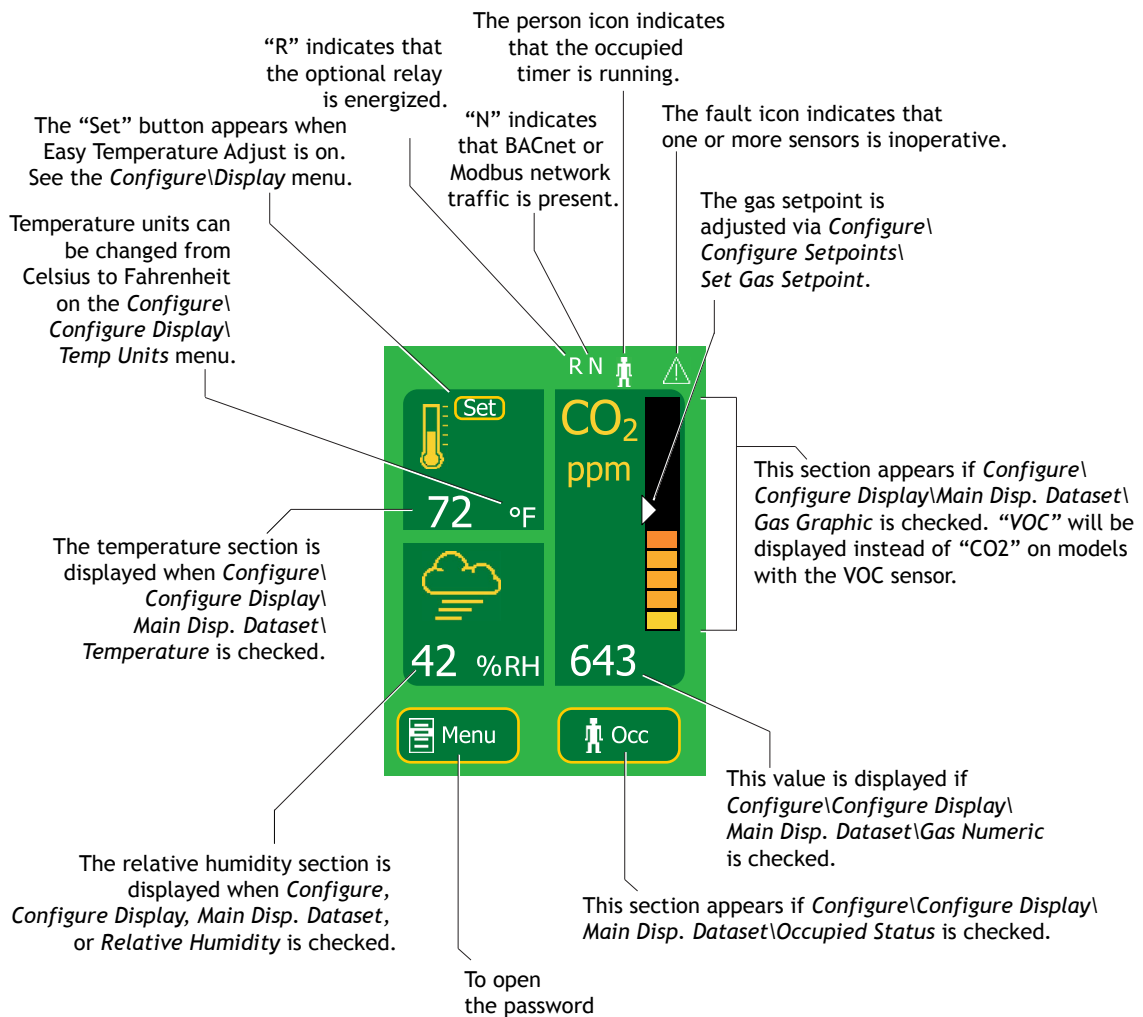 The person icon indicates
that the occupied
timer is running.
“R” indicates that
the optional relay
is energized.
“N” indicates
that BACnet or
Modbus network
traffic is present.
The fault icon indicates that
one or more sensors is inoperative.
The “Set” button appears when
Easy Temperature Adjust is on.
See the Configure\Display menu.
The gas setpoint is
adjusted via Configure\
Configure Setpoints\
Set Gas Setpoint.
Temperature units can
be changed from
Celsius to Fahrenheit
on the Configure\
Configure Display\
Temp Units menu.
R N
Set
CO2
ppm
72 °F
This section appears if Configure\
Configure Display\Main Disp. Dataset\
Gas Graphic is checked. “VOC” will be
displayed instead of “CO2” on models
with the VOC sensor.
The temperature section is
displayed when Configure\
Configure Display\
Main Disp. Dataset\
Temperature is checked.
42 %RH
643
Menu
Occ
This value is displayed if
Configure\Configure Display\
Main Disp. Dataset\Gas Numeric
is checked.
The relative humidity section is
displayed when Configure,
Configure Display, Main Disp. Dataset,
or Relative Humidity is checked.
This section appears if Configure\Configure Display\
Main Disp. Dataset\Occupied Status is checked.
To open
the password